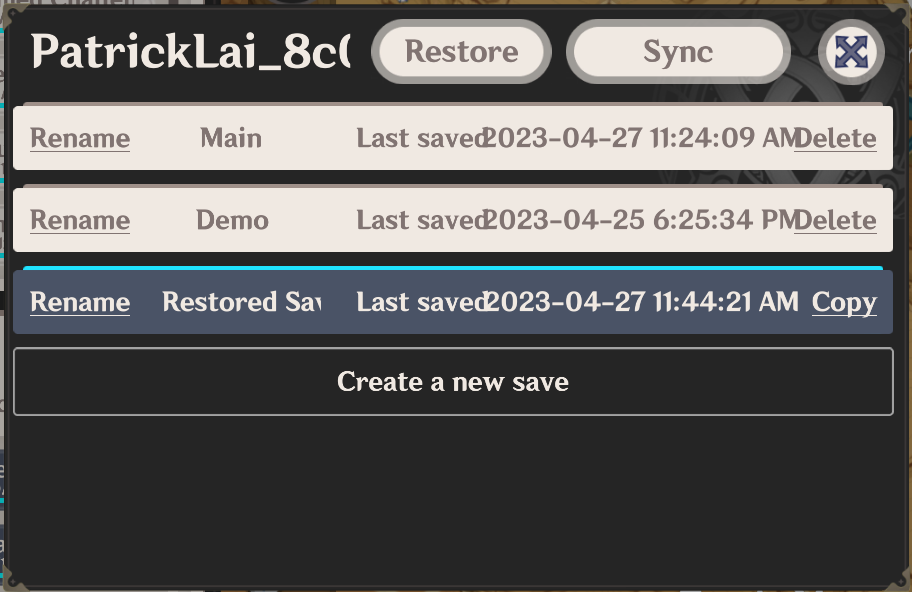 PatrickLai_8c Restore Sync
Rename Main Last saved 2023-04-27 11:24:09 AM Delete
Rename Demo Last saved 2023-04-25 6:25:34 PM Delete
Rename Restored Sav Last saved 2023-04-27 11:44:21 AM Copy
Create a new save